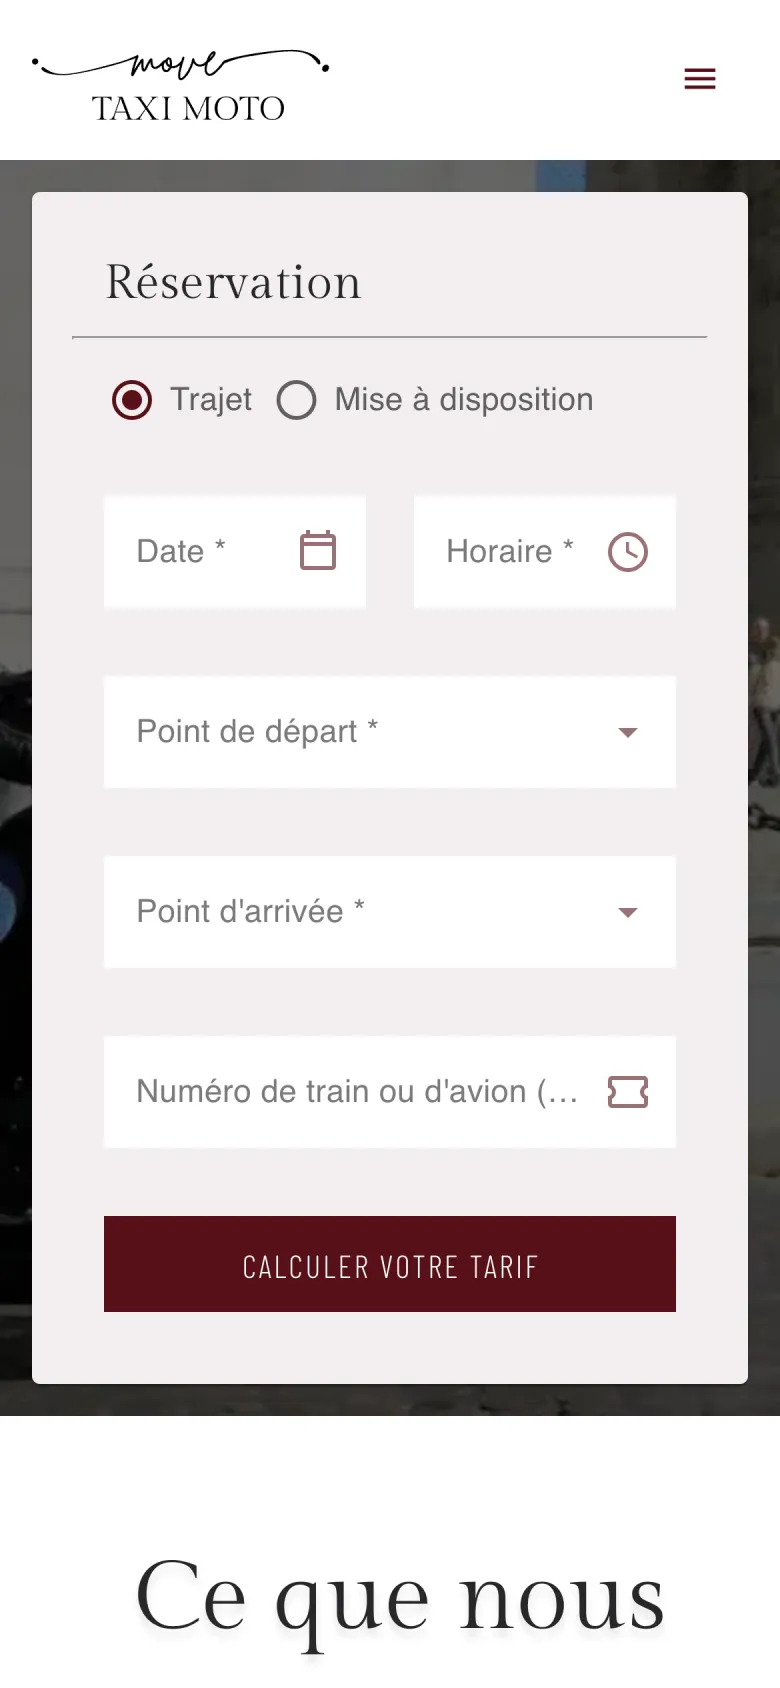 move
TAXI MOTO
Réservation
Trajet
Mise à disposition
Date *
Horaire *
Point de départ *
Point d'arrivée *
Numéro de train ou d'avion (...
CALCULER VOTRE TARIF
Ce que nous